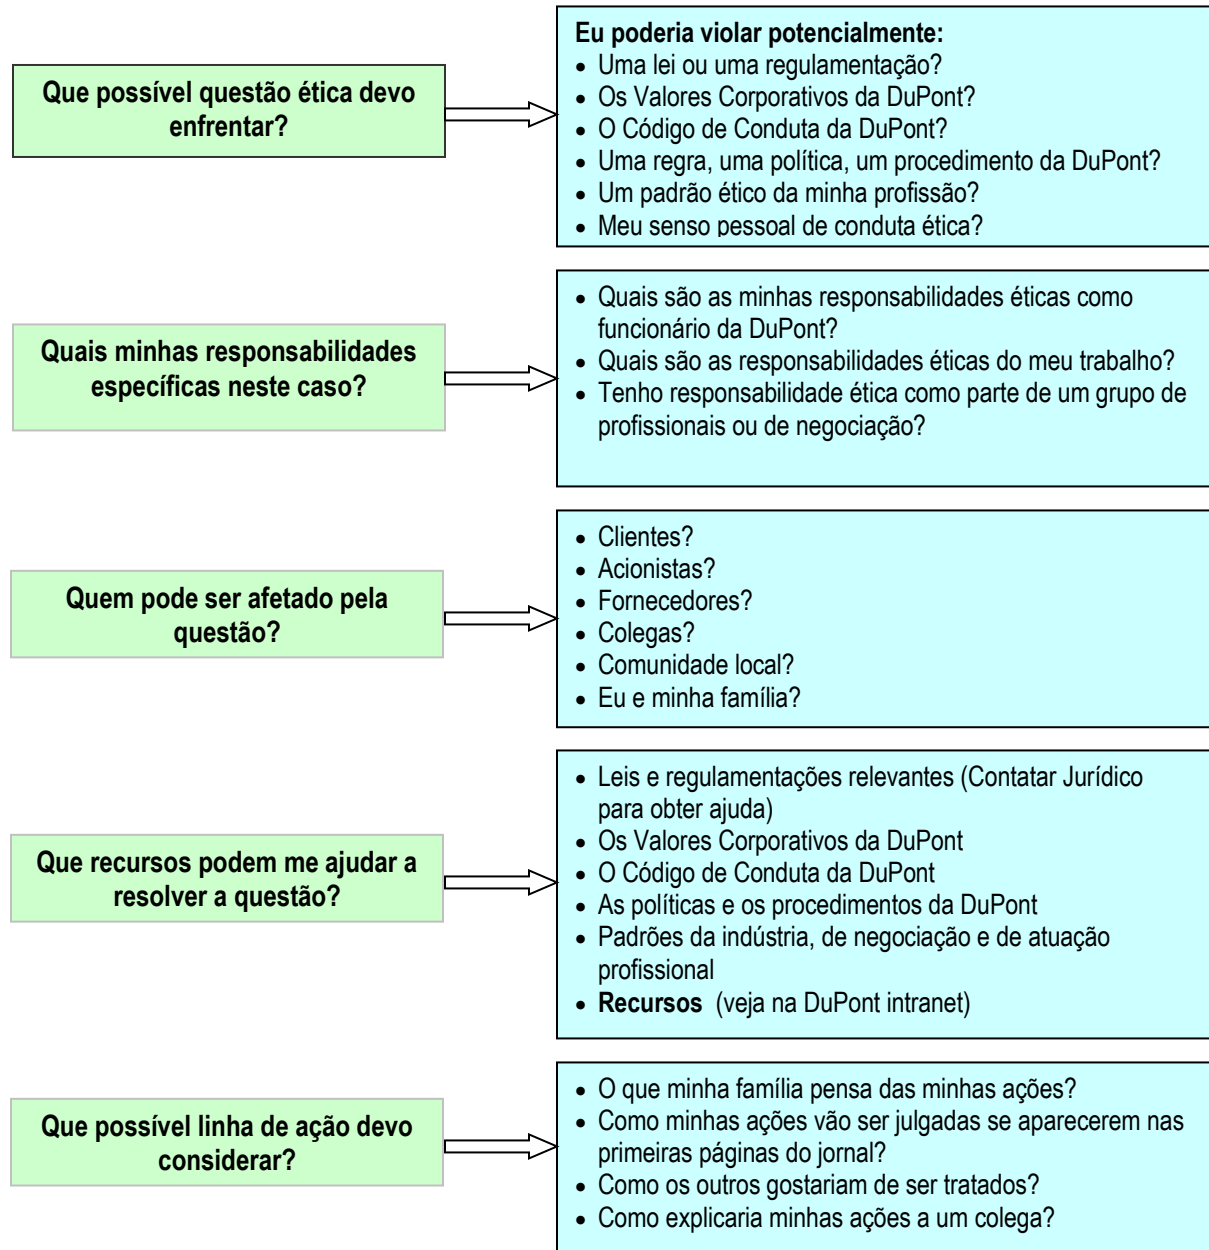 Que possível questão ética devo
enfrentar?
Eu poderia violar potencialmente:
• Uma lei ou uma regulamentação?
• Os Valores Corporativos da DuPont?
• O Código de Conduta da DuPont?
• Uma regra, uma política, um procedimento da DuPont?
• Um padrão ético da minha profissão?
• Meu senso pessoal de conduta ética?
Quais minhas responsabilidades
específicas neste caso?
• Quais são as minhas responsabilidades éticas como
funcionário da DuPont?
• Quais são as responsabilidades éticas do meu trabalho?
• Tenho responsabilidade ética como parte de um grupo de
profissionais ou de negociação?
Quem pode ser afetado pela
questão?
• Clientes?
• Acionistas?
• Fornecedores?
• Colegas?
• Comunidade local?
• Eu e minha família?
Que recursos podem me ajudar a
resolver a questão?
• Leis e regulamentações relevantes (Contatar Jurídico
para obter ajuda)
• Os Valores Corporativos da DuPont
• O Código de Conduta da DuPont
• As políticas e os procedimentos da DuPont
• Padrões da indústria, de negociação e de atuação
profissional
• Recursos (veja na DuPont intranet)
Que possível linha de ação devo
considerar?
• O que minha família pensa das minhas ações?
• Como minhas ações vão ser julgadas se aparecerem nas
primeiras páginas do jornal?
• Como os outros gostariam de ser tratados?
• Como explicaria minhas ações a um colega?